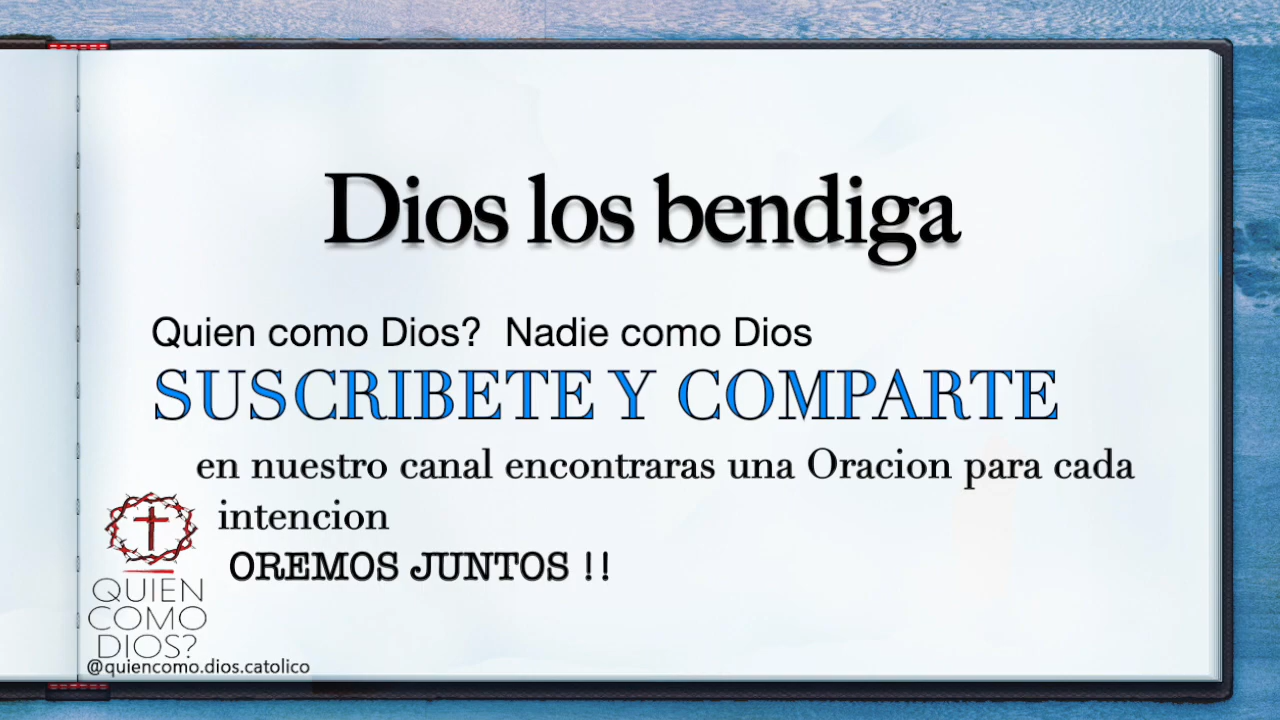 Dios los bendiga
Quien como Dios? Nadie como Dios
SUSCRIBETE Y COMPARTE
en nuestro canal encontraras una Oracion para cada
intencion
OREMOS JUNTOS !!
QUIEN
COMO
DIOS?
@quiencomo.dios.catolico